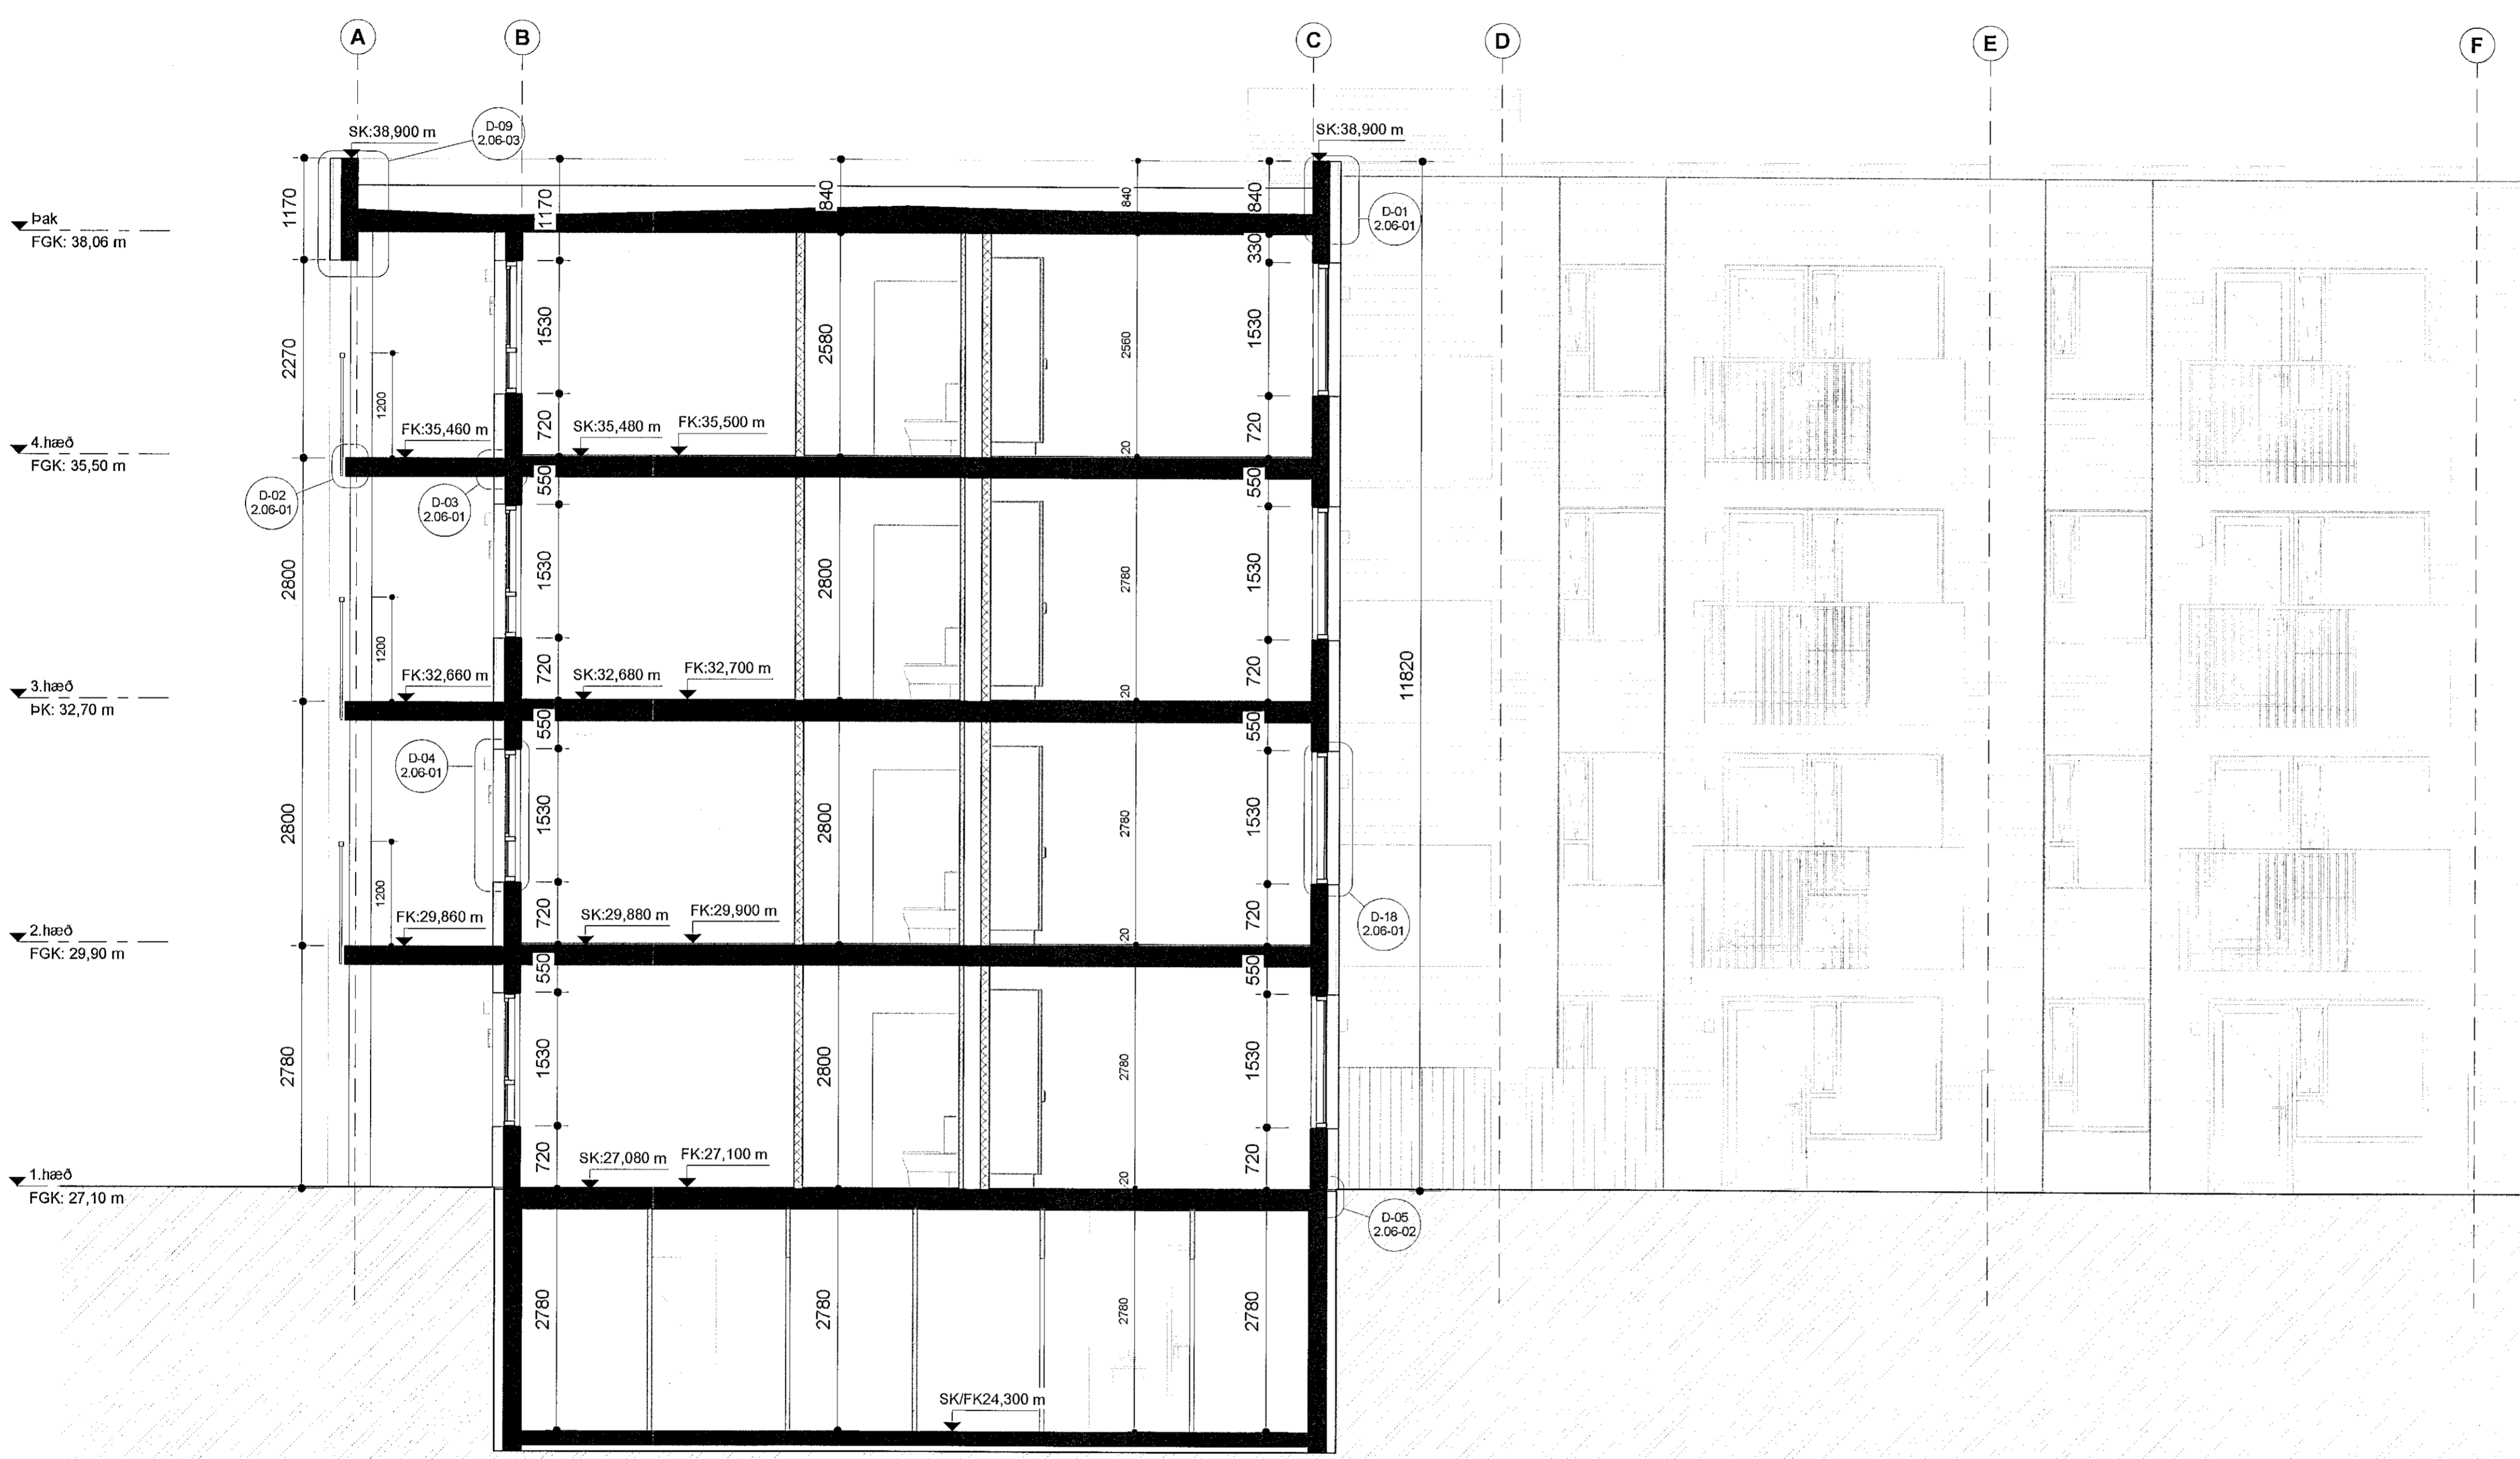 A
B
C
D
E
F
SK:38,900 m
D-09
2.06-03
SK:38,900 m
1170
1170
840
840
840
D-01
2.06-01
Þak
FGK: 38,06 m
330
2270
1530
2580
2560
1530
1200
720
FK:35,460 m
SK:35,480 m
FK:35,500 m
720
20
4.hæð
FGK: 35,50 m
550
550
D-02
2.06-01
D-03
2.06-01
2800
1530
2800
2780
1530
1200
720
FK:32,660 m
SK:32,680 m
FK:32,700 m
720
20
11820
3.hæð
ÞK: 32,70 m
550
550
D-04
2.06-01
2800
1530
2800
2780
1530
1200
720
FK:29,860 m
SK:29,880 m
FK:29,900 m
720
20
D-18
2.06-01
2.hæð
FGK: 29,90 m
550
550
2780
1530
2800
2780
1530
720
SK:27,080 m
FK:27,100 m
720
20
1.hæð
FGK: 27,10 m
D-05
2.06-02
2780
2780
2780
2780
SK/FK24,300 m